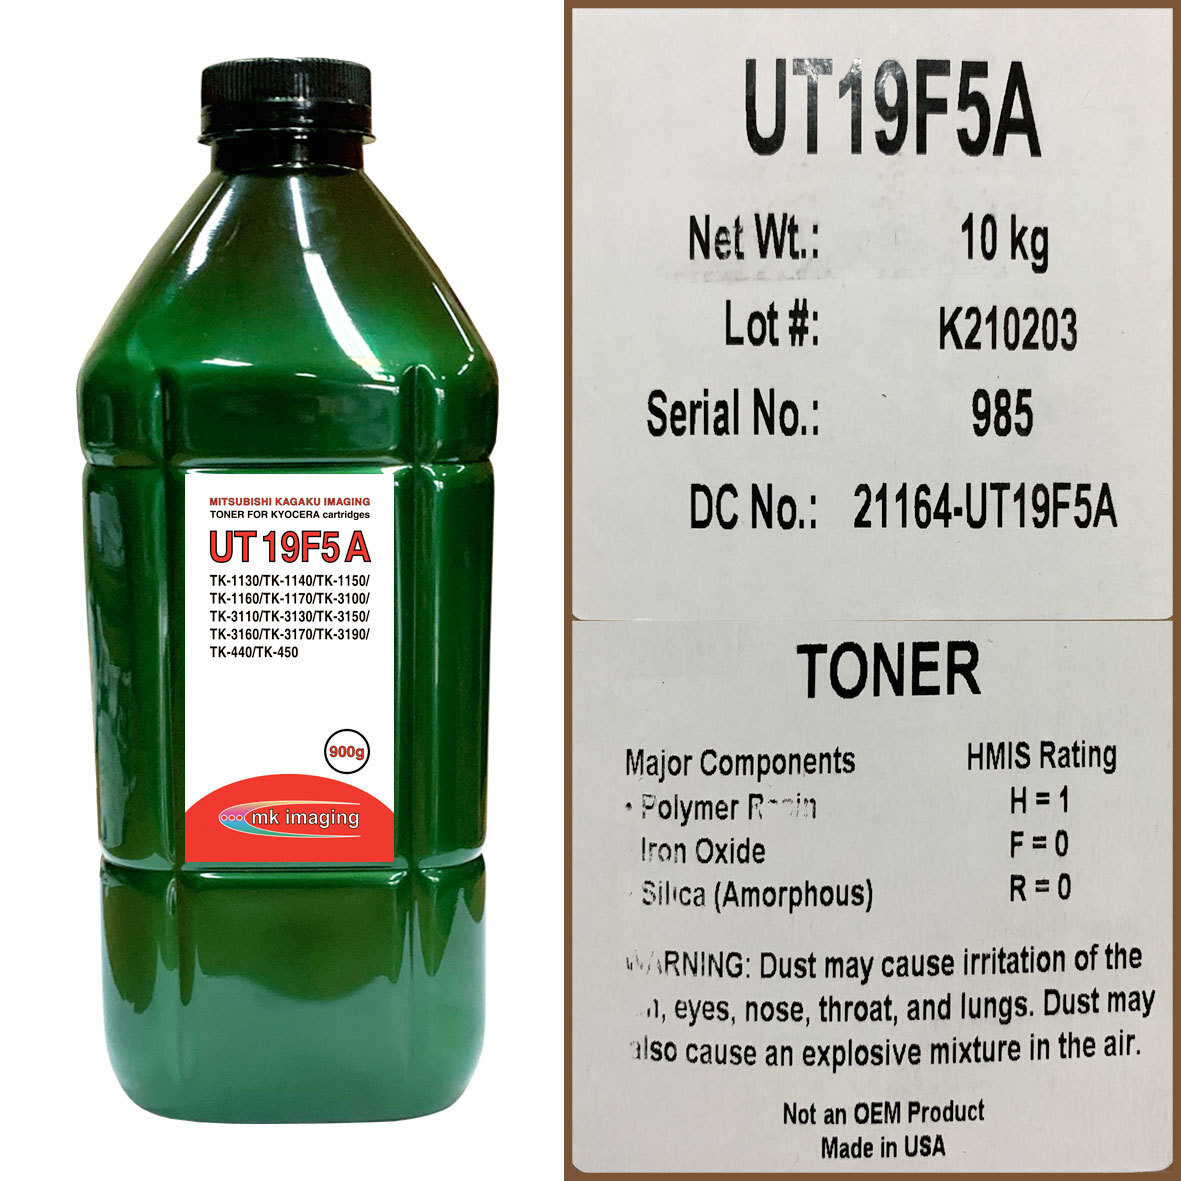 MITSUBISHI KAGAKU IMAGING
TONER FOR KYOCERA cartridges
UT 19F5 A
TK-1130/TK-1140/TK-1150/
TK-1160/TK-1170/TK-3100/
TK-3110/TK-3130/TK-3150/
TK-3160/TK-3170/TK-3190/
TK-440/TK-450
900g
mk imaging
UT19F5A
Net Wt.: 10 kg
Lot #: K210203
Serial No.: 985
DC No.: 21164-UT19F5A
TONER
Major Components HMIS Rating
• Polymer Resin H = 1
Iron Oxide F = 0
Silica (Amorphous) R = 0
WARNING: Dust may cause irritation of the
eyes, nose, throat, and lungs. Dust may
also cause an explosive mixture in the air.
Not an OEM Product
Made in USA